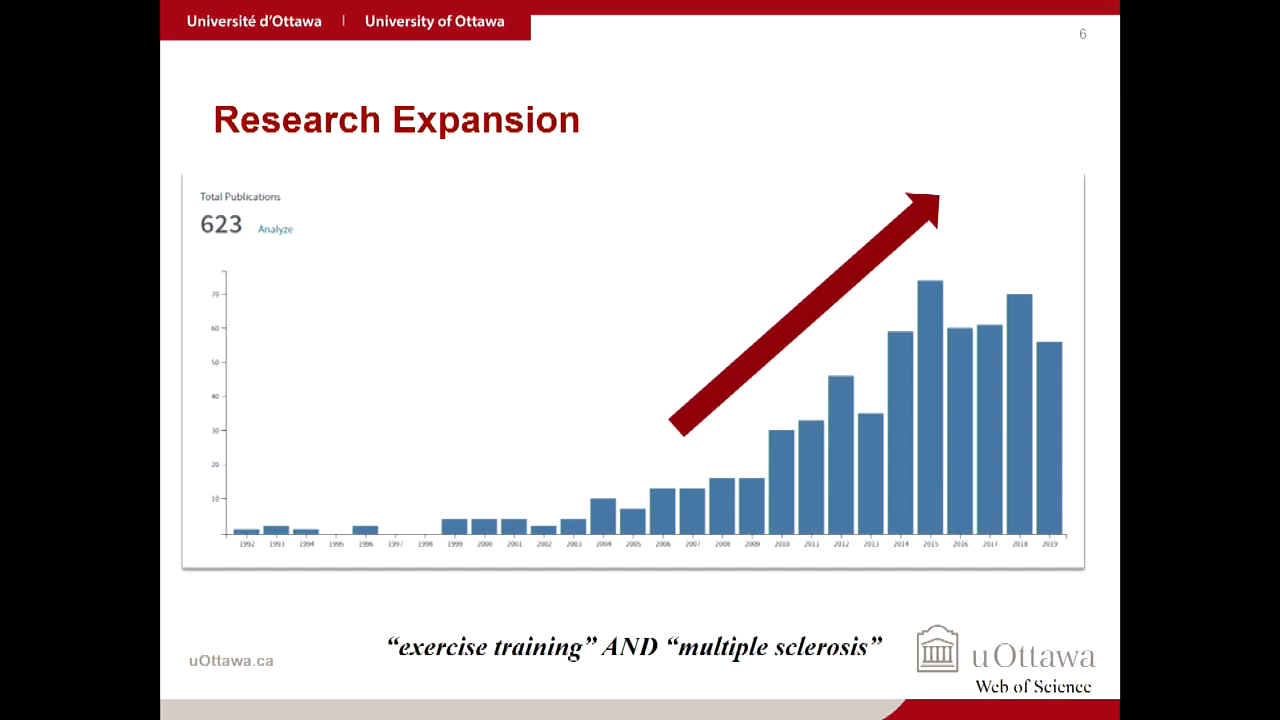 Université d'Ottawa | University of Ottawa
6
Research Expansion
Total Publications
623 Analyze
70
60
50
40
30
20
10
1992 1993 1994 1995 1996 1997 1998 1999 2000 2001 2002 2003 2004 2005 2006 2007 2008 2009 2010 2011 2012 2013 2014 2015 2016 2017 2018 2019
“exercise training” AND “multiple sclerosis”
uOttawa.ca
uOttawa
Web of Science